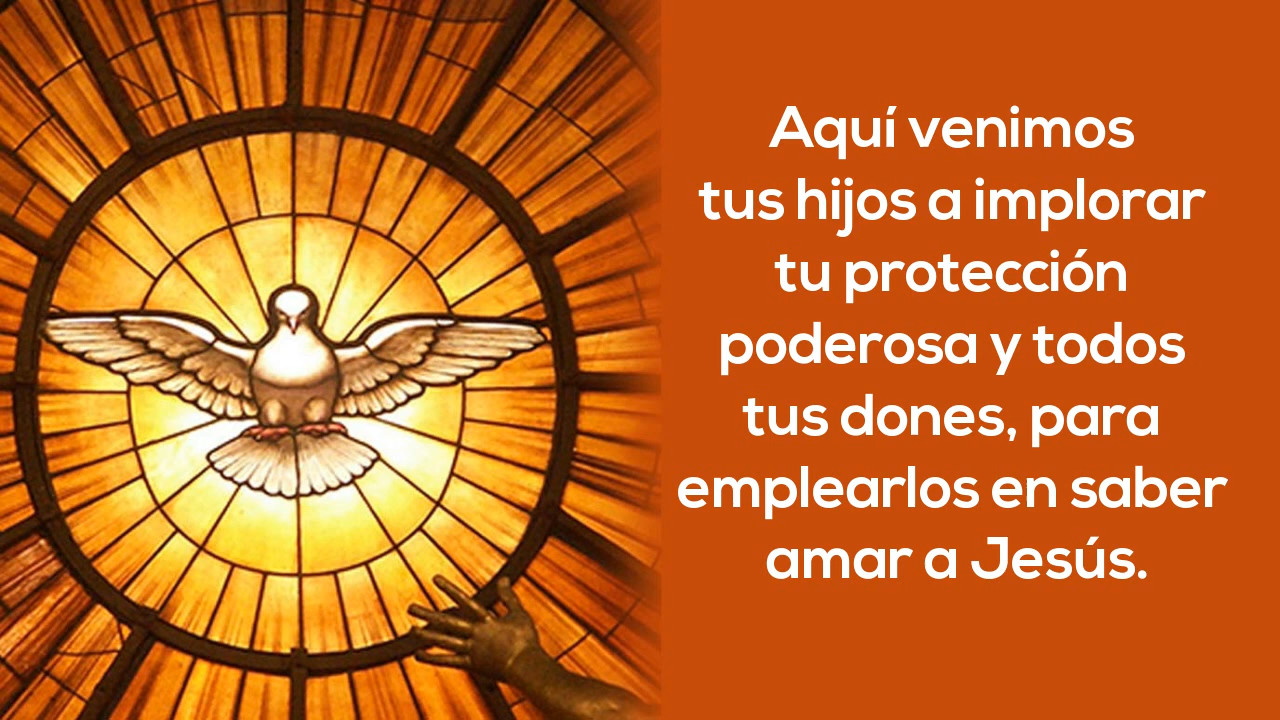 Aquí venimos
tus hijos a implorar
tu protección
poderosa y todos
tus dones, para
emplearlos en saber
amar a Jesús.